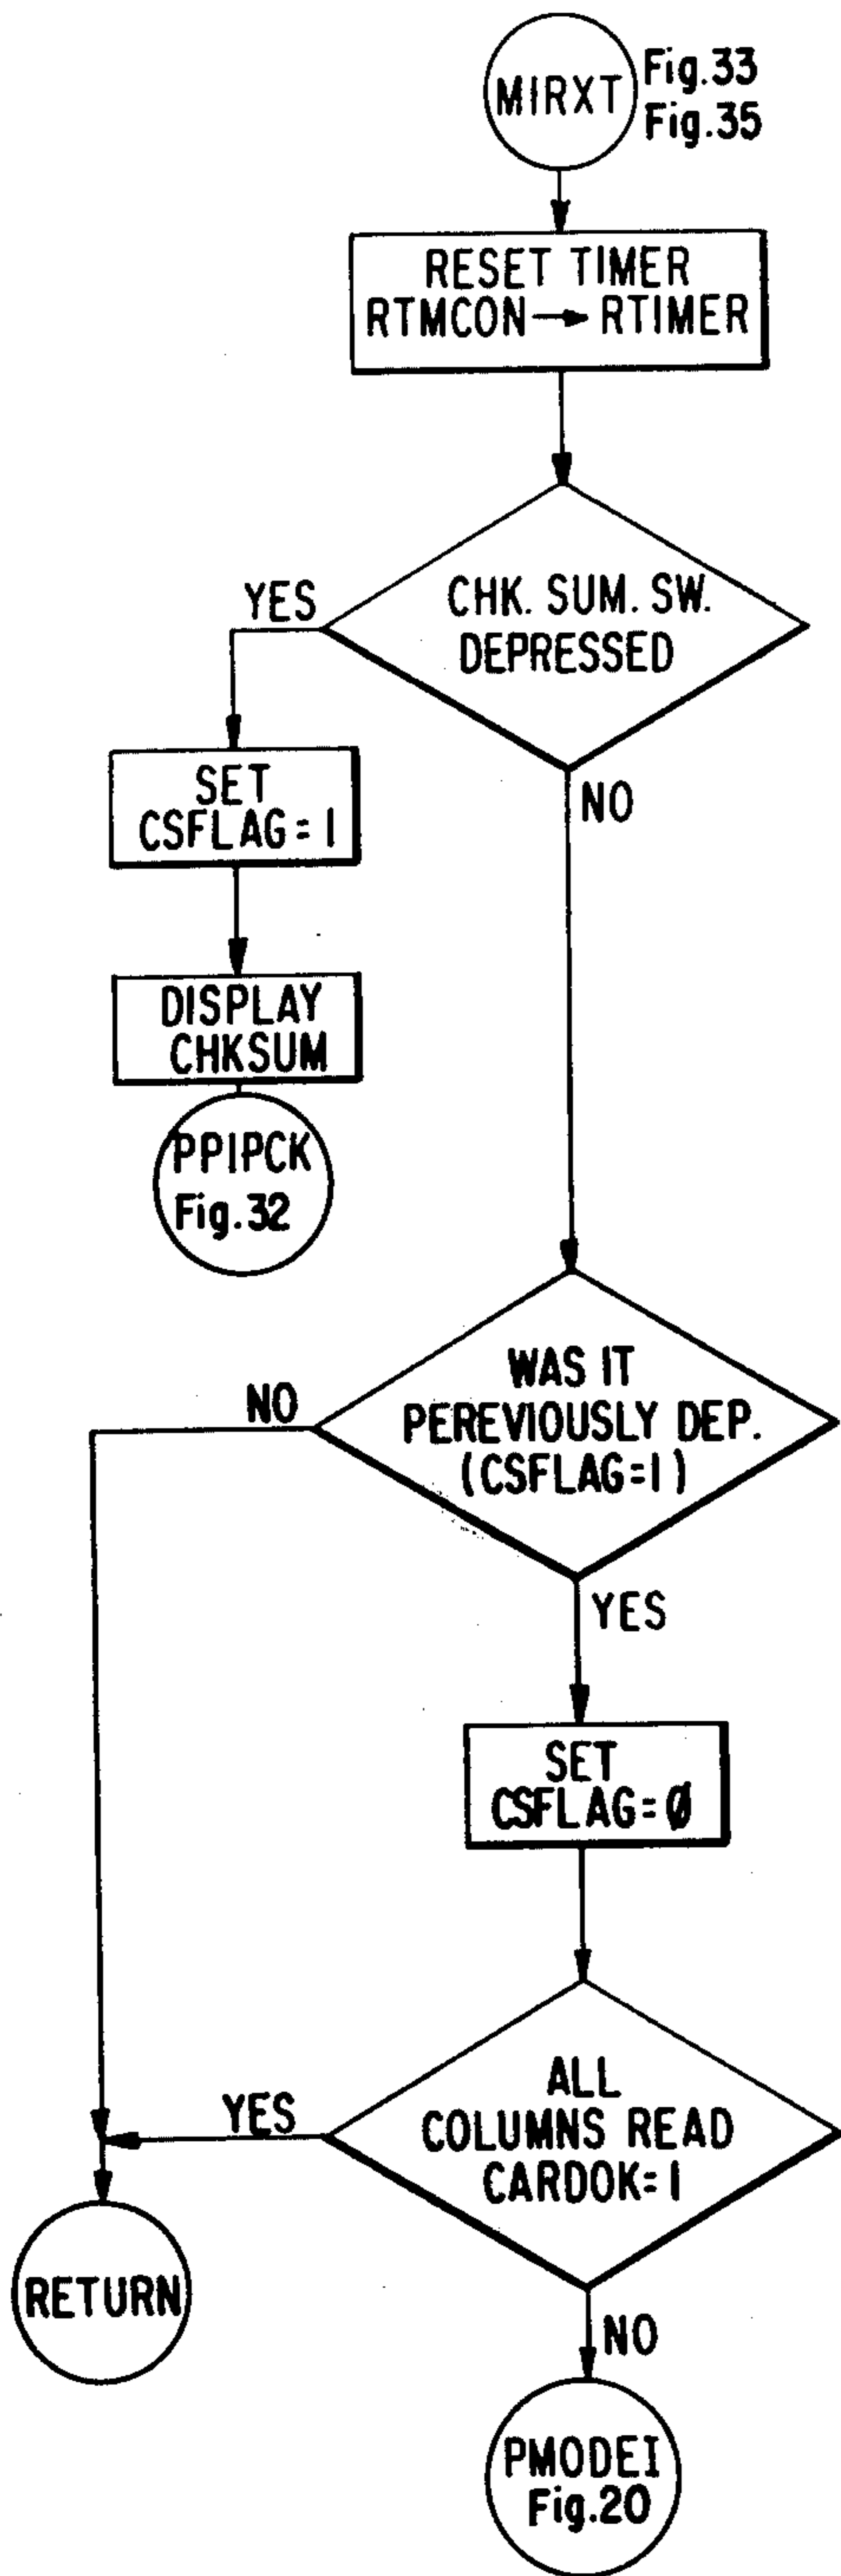 MIRXT
Fig.33
Fig.35
RESET TIMER
RTMCON → RTIMER
CHK. SUM. SW.
DEPRESSED
YES
NO
SET
CSFLAG = 1
DISPLAY
CHKSUM
PPIPCK
Fig.32
WAS IT
PEREVIOUSLY DEP.
(CSFLAG=1)
NO
YES
SET
CSFLAG=Ø
ALL
COLUMNS READ
CARDOK=1
YES
NO
RETURN
PMODEI
Fig.20